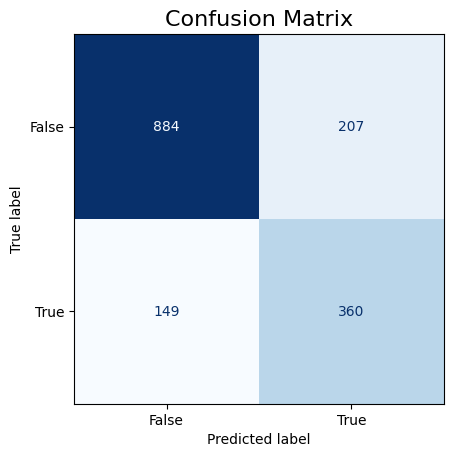 Confusion Matrix
False
884
207
True label
True
149
360
False
True
Predicted label